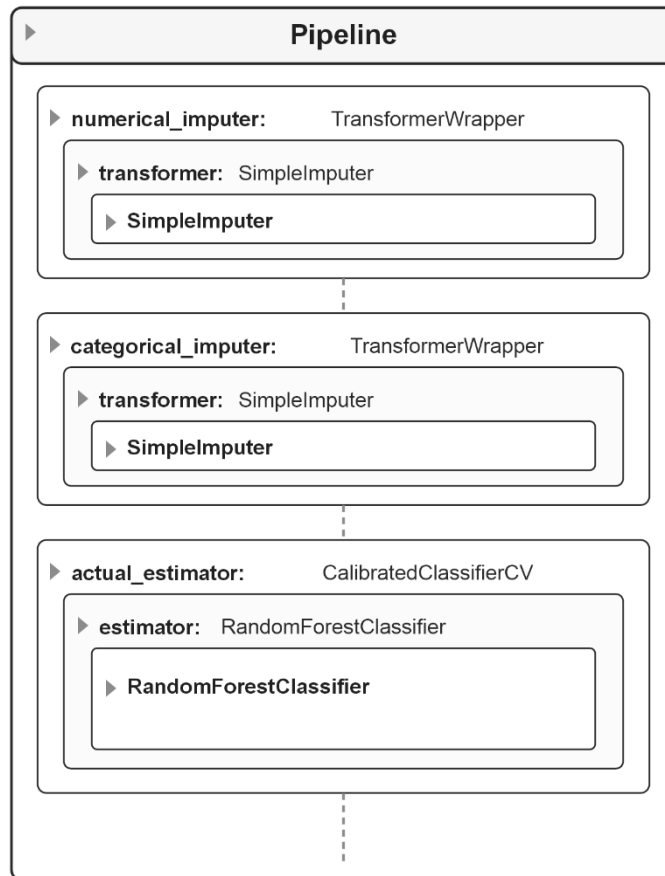 Pipeline
numerical_imputer: TransformerWrapper
transformer: SimpleImputer
SimpleImputer
categorical_imputer: TransformerWrapper
transformer: SimpleImputer
SimpleImputer
actual_estimator: CalibratedClassifierCV
estimator: RandomForestClassifier
RandomForestClassifier